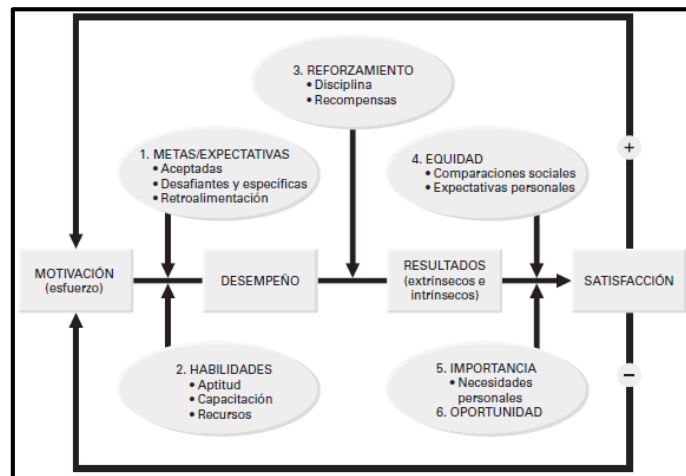 3. REFORZAMIENTO
• Disciplina
• Recompensas
1. METAS/EXPECTATIVAS
• Aceptadas
• Desafiantes y específicas
• Retroalimentación
4. EQUIDAD
• Comparaciones sociales
• Expectativas personales
+
MOTIVACIÓN
(esfuerzo)
DESEMPEÑO
RESULTADOS
(extrínsecos e
intrínsecos)
SATISFACCIÓN
2. HABILIDADES
• Aptitud
• Capacitación
• Recursos
5. IMPORTANCIA
• Necesidades
personales
6. OPORTUNIDAD
−